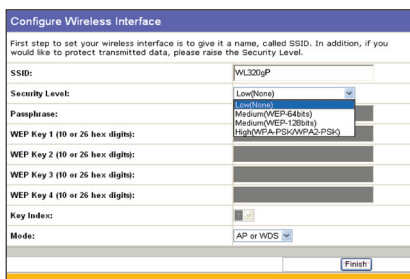 Configure Wireless Interface
First step to set your wireless interface is to give it a name, called SSID. In addition, if you
would like to protect transmitted data, please raise the Security Level.
SSID: WL320gP
Security Level: Low(None)
Low(None)
Medium(WEP-64bits)
Passphrase:
Medium(WEP-128bits)
High(WPA-PSK/WPA2-PSK)
WEP Key 1 (10 or 26 hex digits):
WEP Key 2 (10 or 26 hex digits):
WEP Key 3 (10 or 26 hex digits):
WEP Key 4 (10 or 26 hex digits):
Key Index:
Mode: AP or WDS
Finish